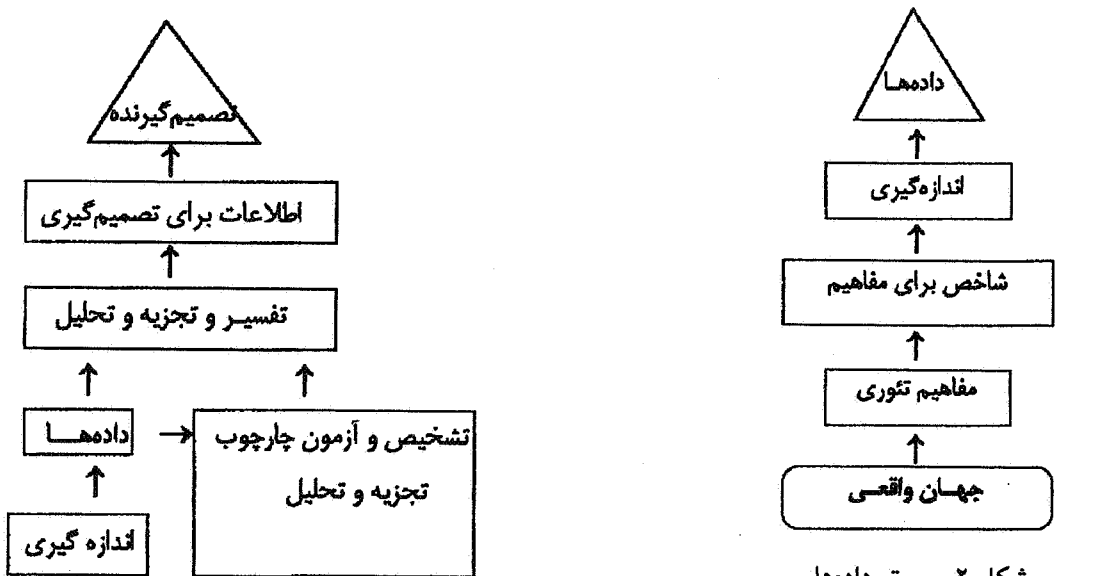 داده‌ها
اندازه‌گیری
شاخص برای مفاهیم
مفاهیم تئوری
جهان واقعی
تصمیم‌گیرنده
اطلاعات برای تصمیم‌گیری
تفسیر و تجزیه و تحلیل
داده‌ها
تشخیص و آزمون چارچوب
تجزیه و تحلیل
اندازه گیری